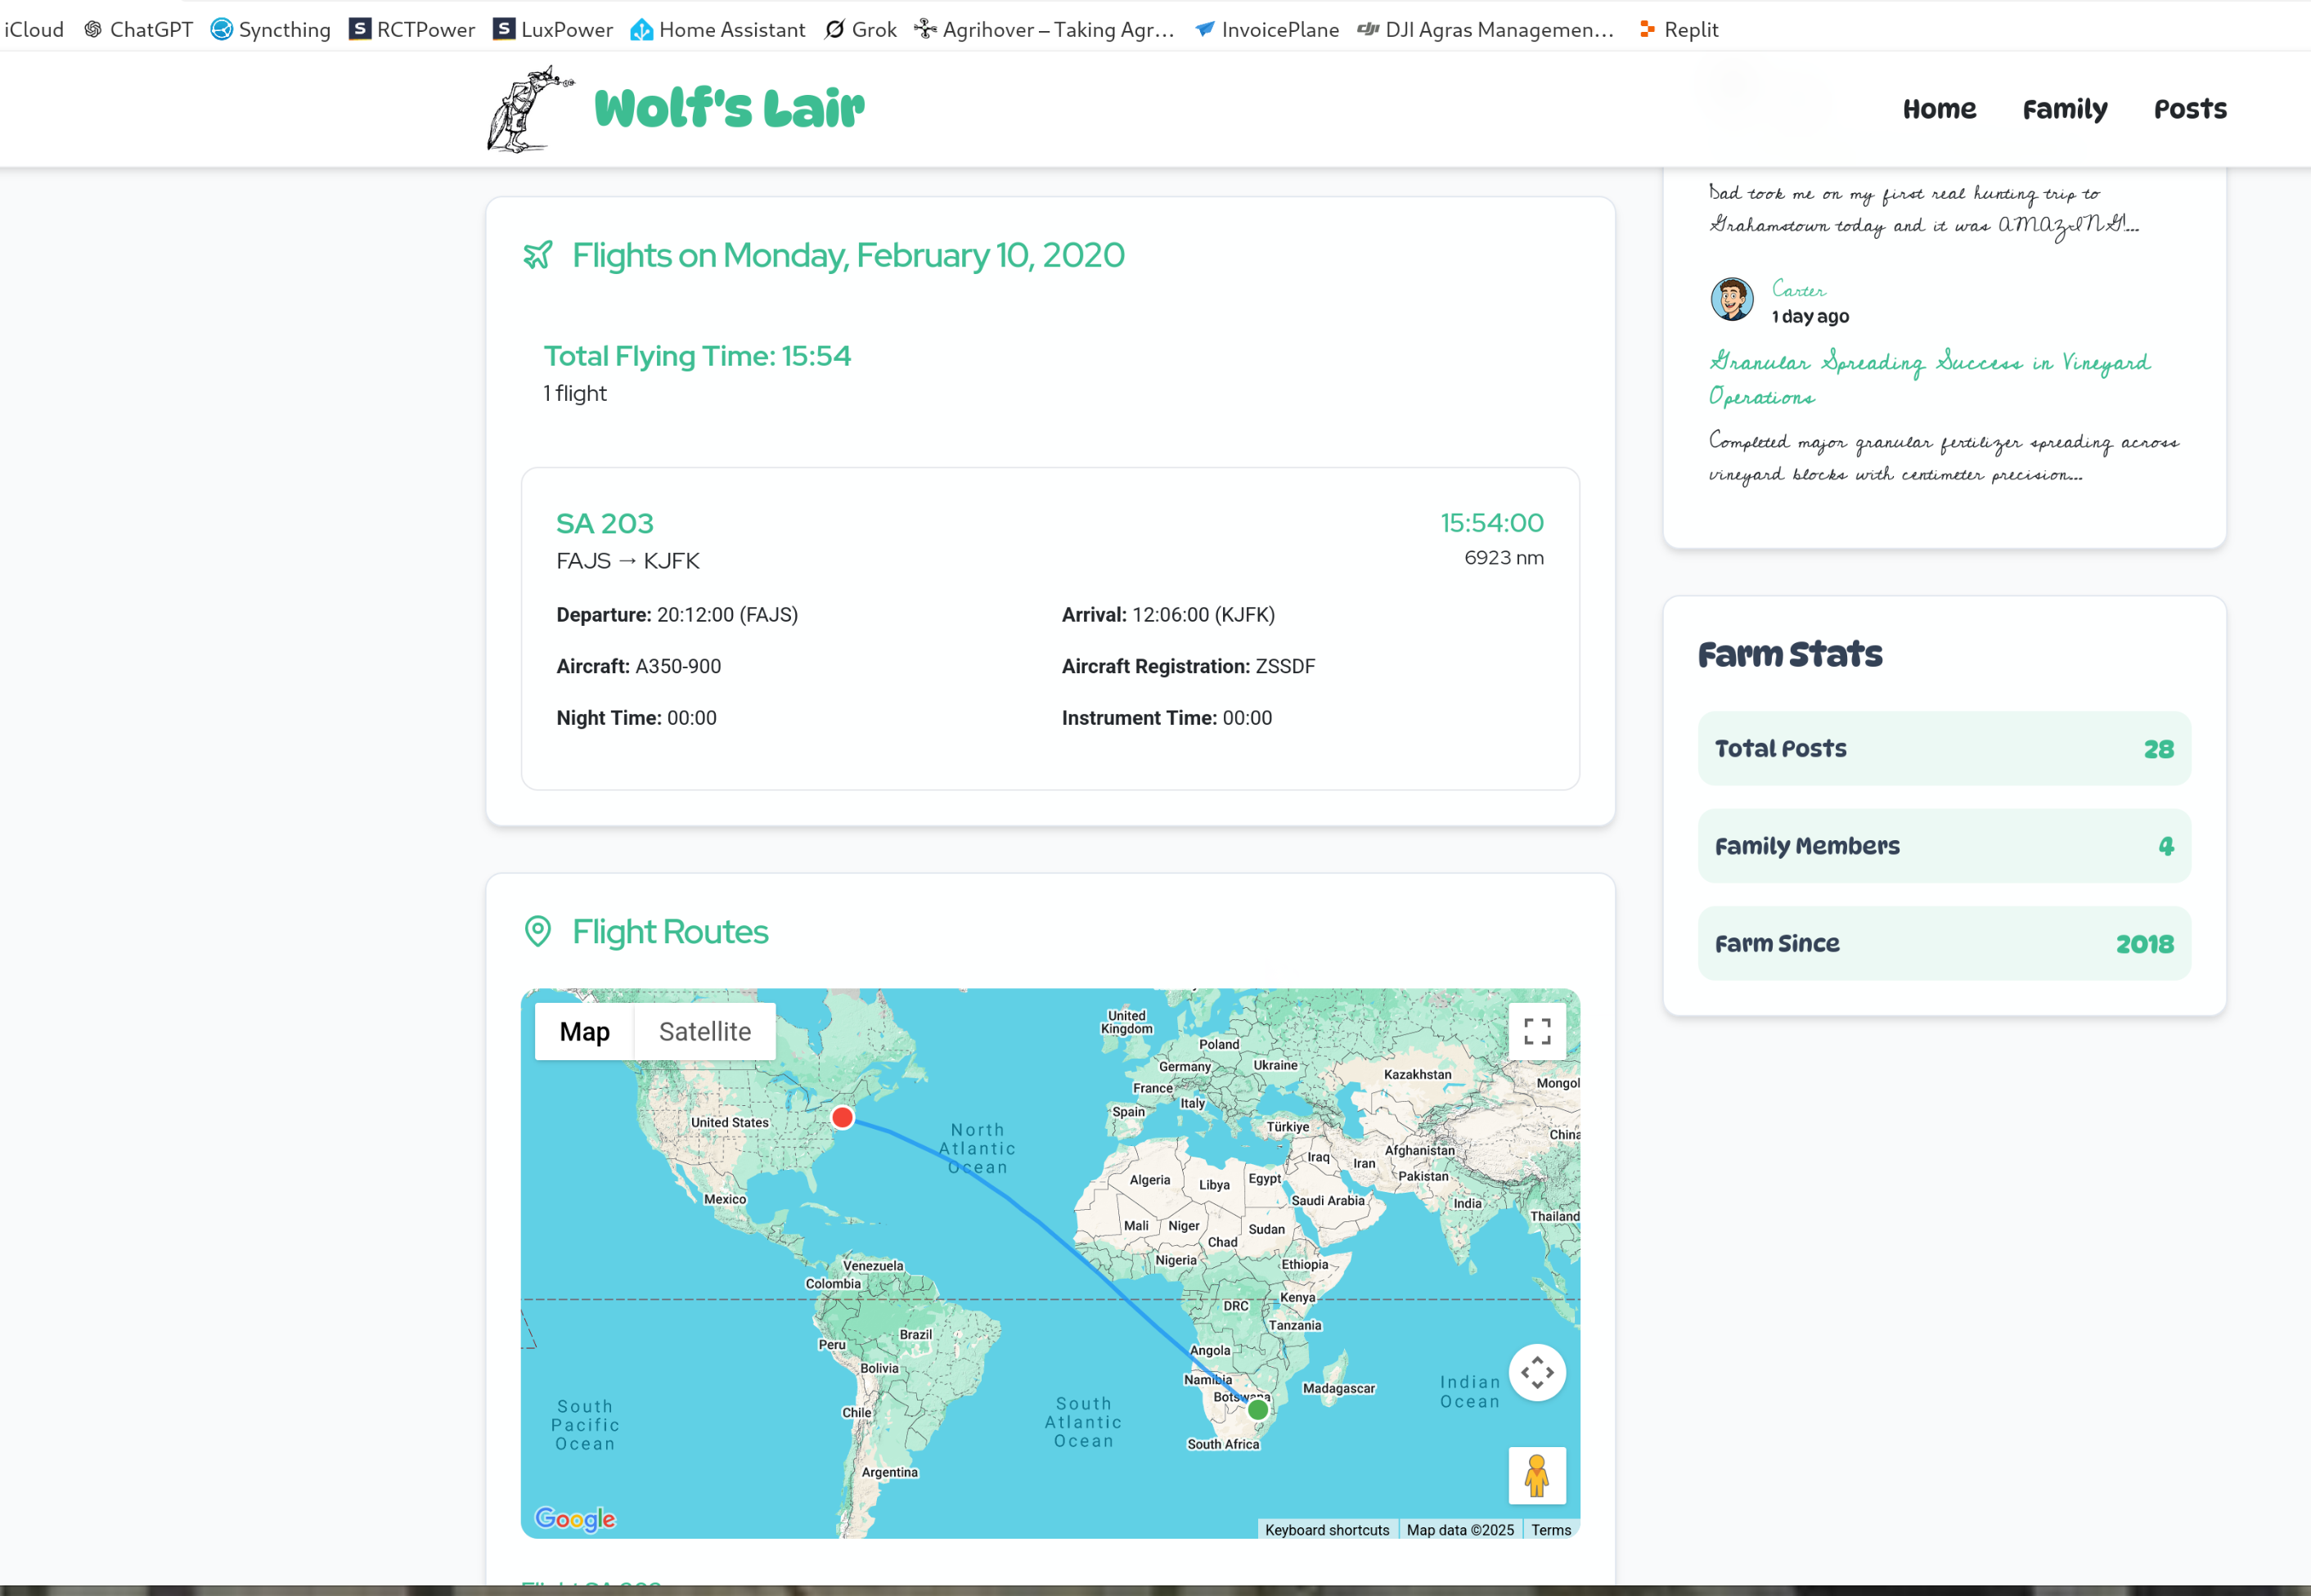 iCloud ChatGPT Syncthing RCTPower LuxPower Home Assistant Grok Agrihover – Taking Agr... InvoicePlane DJI Agras Managemen... Replit
Wolf's Lair
Home Family Posts
Flights on Monday, February 10, 2020
Total Flying Time: 15:54
1 flight
SA 203
15:54:00
FAJS → KJFK
6923 nm
Departure: 20:12:00 (FAJS)
Arrival: 12:06:00 (KJFK)
Aircraft: A350-900
Aircraft Registration: ZSSDF
Night Time: 00:00
Instrument Time: 00:00
Flight Routes
Map Satellite
United
Kingdom
Poland
Germany
Ukraine
France
Kazakhstan
Mongol
Italy
Spain
United States
Türkiye
China
North
Atlantic
Ocean
Iraq
Iran
Afghanistan
Pakistan
Algeria
Libya
Egypt
Saudi Arabia
Mexico
India
Thailand
Mali
Niger
Chad
Sudan
Nigeria
Ethiopia
Venezuela
Colombia
DRC
Kenya
Tanzania
Peru
Brazil
Bolivia
Angola
Namibia
Botswana
Madagascar
Indian
Ocean
South
Pacific
Ocean
Chile
South
Atlantic
Ocean
South Africa
Argentina
Google
Keyboard shortcuts Map data ©2025 Terms
Dad took me on my first real hunting trip to
Grahamstown today and it was AMAZING!...
Carter
1 day ago
Granular Spreading Success in Vineyard
Operations
Completed major granular fertilizer spreading across
vineyard blocks with centimeter precision...
Farm Stats
Total Posts 28
Family Members 4
Farm Since 2018